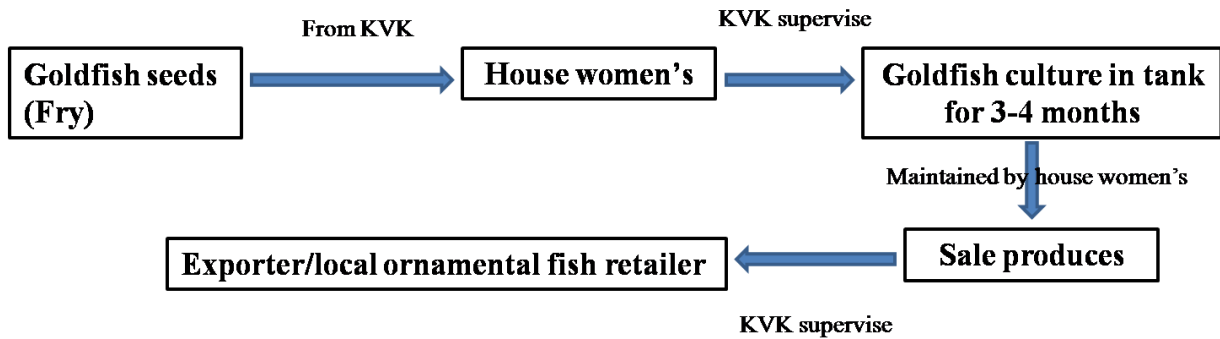 From KVK
KVK supervise
Goldfish seeds
(Fry)
House women's
Goldfish culture in tank
for 3-4 months
Maintained by house women's
Sale produces
Exporter/local ornamental fish retailer
KVK supervise